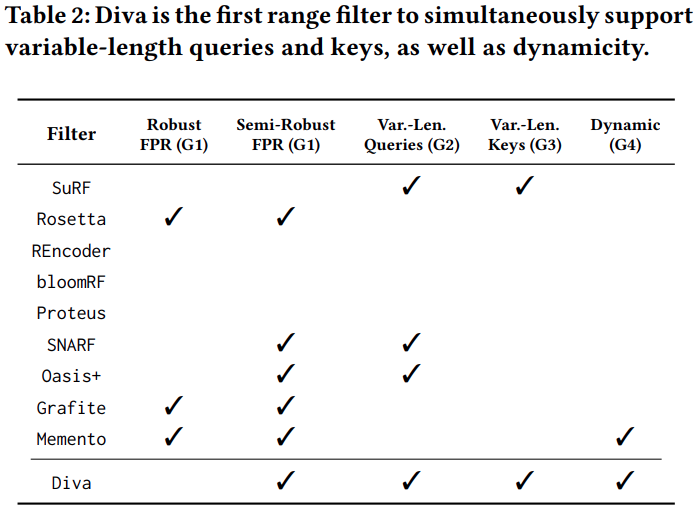 Table 2: Diva is the first range filter to simultaneously support
variable-length queries and keys, as well as dynamicity.
Filter Robust FPR (G1) Semi-Robust FPR (G1) Var.-Len. Queries (G2) Var.-Len. Keys (G3) Dynamic (G4)
SuRF ✓ ✓
Rosetta ✓ ✓
REncoder
bloomRF
Proteus
SNARF ✓ ✓
Oasis+ ✓ ✓
Grafite ✓ ✓
Memento ✓ ✓ ✓
Diva ✓ ✓ ✓ ✓